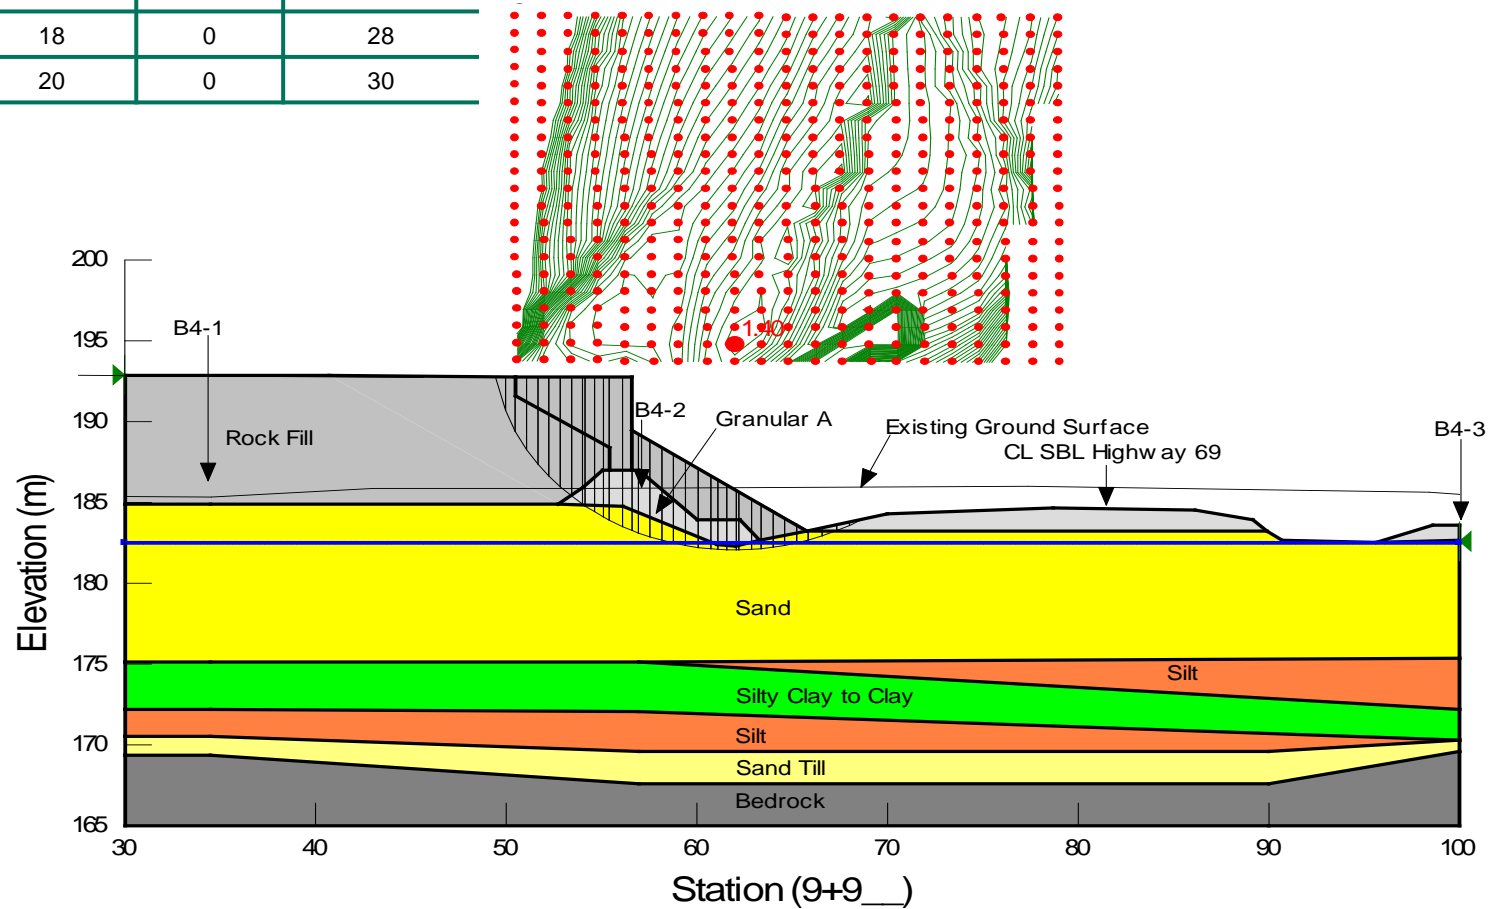 18 0 28
20 0 30
1.40
200
195
190
185
180
175
170
165
Elevation (m)
B4-1
B4-2
Granular A
Rock Fill
Existing Ground Surface
CL SBL Highway 69
B4-3
Sand
Silt
Silty Clay to Clay
Silt
Sand Till
Bedrock
30 40 50 60 70 80 90 100
Station (9+9__)